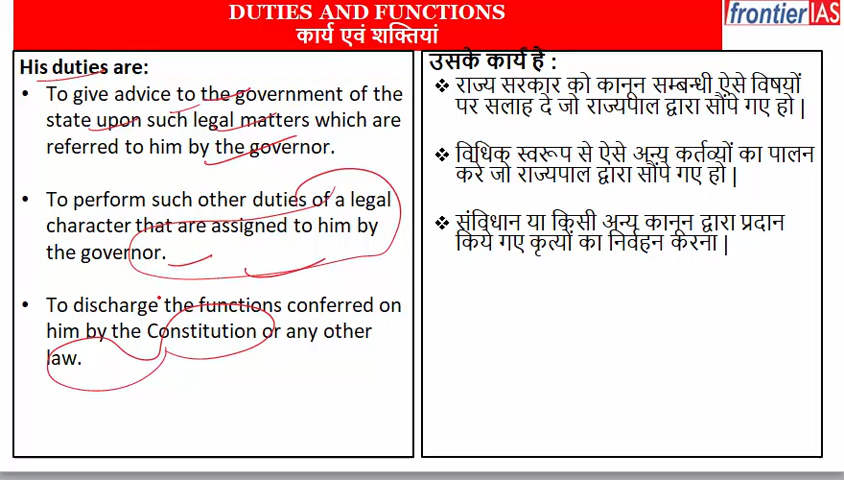 DUTIES AND FUNCTIONS
कार्य एवं शक्तियां
frontier IAS
His duties are:
• To give advice to the government of the
state upon such legal matters which are
referred to him by the governor.
• To perform such other duties of a legal
character that are assigned to him by
the governor.
• To discharge the functions conferred on
him by the Constitution or any other
law.
उसके कार्य है :
❖ राज्य सरकार को कानून सम्बन्धी ऐसे विषयों
पर सलाह दे जो राज्यपाल द्वारा सौंपे गए हो |
❖ विधिक स्वरूप से ऐसे अन्य कर्तव्यों का पालन
करे जो राज्यपाल द्वारा सौंपे गए हो |
❖ संविधान या किसी अन्य कानून द्वारा प्रदान
किये गए कृत्यों का निर्वहन करना |